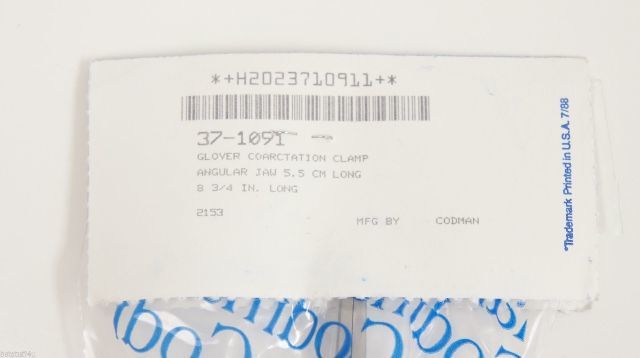 *+H2023710911+*
37-1091
GLOVER COARCTATION CLAMP
ANGULAR JAW 5.5 CM LONG
8 3/4 IN. LONG
2153
MFG BY CODMAN
*Trademark Printed in U.S.A. 7/88